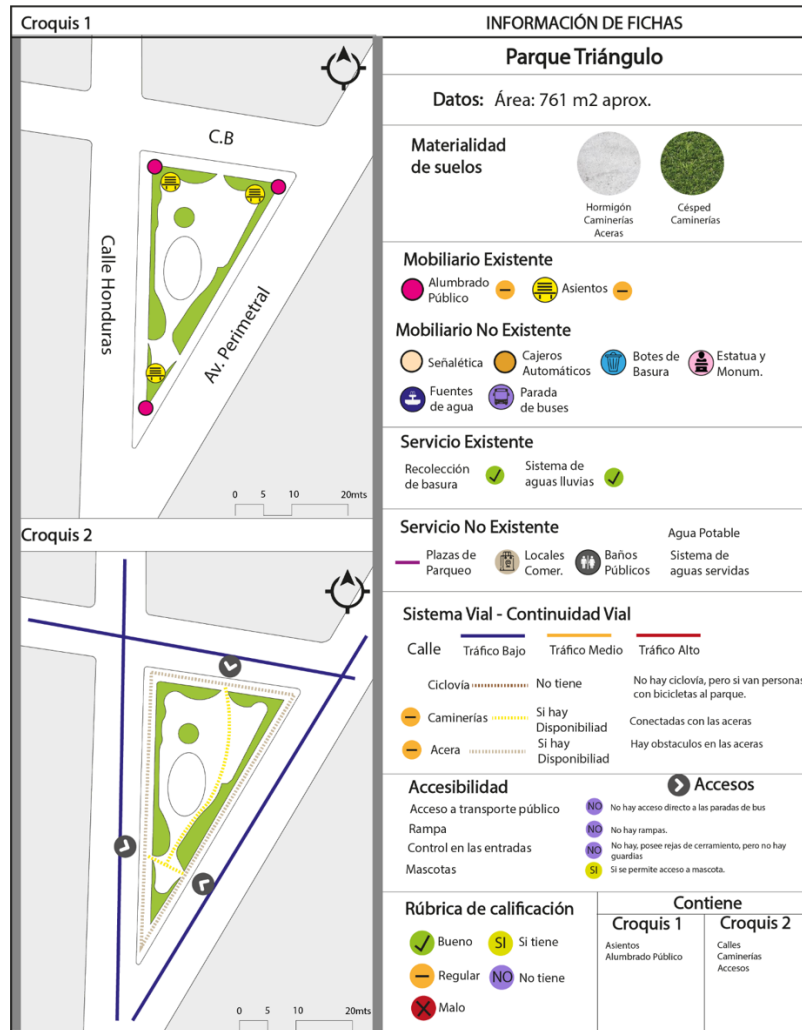 Croquis 1
C.B
Calle Honduras
Av. Perimetral
0 5 10 20mts
Croquis 2
0 5 10 20mts
INFORMACIÓN DE FICHAS
Parque Triángulo
Datos: Área: 761 m2 aprox.
Materialidad
de suelos
Hormigón
Caminerías
Aceras
Césped
Caminerías
Mobiliario Existente
Alumbrado
Público
Asientos
Mobiliario No Existente
Señalética
Cajeros
Automáticos
Botes de
Basura
Estatua y
Monum.
Fuentes
de agua
Parada
de buses
Servicio Existente
Recolección
de basura
Sistema de
aguas lluvias
Servicio No Existente
Plazas de
Parqueo
Locales
Comer.
Baños
Públicos
Agua Potable
Sistema de
aguas servidas
Sistema Vial - Continuidad Vial
Calle
Tráfico Bajo
Tráfico Medio
Tráfico Alto
Ciclovía
No tiene
No hay ciclovía, pero si van personas
con bicicletas al parque.
Caminerías
Si hay
Disponibiliad
Conectadas con las aceras
Acera
Si hay
Disponibliad
Hay obstaculos en las aceras
Accesibilidad
Accesos
Acceso a transporte público
NO No hay acceso directo a las paradas de bus
Rampa
NO No hay rampas.
Control en las entradas
NO No hay, posee rejas de cerramiento, pero no hay
guardias
Mascotas
SI Si se permite acceso a mascota.
Rúbrica de calificación
Bueno
SI Si tiene
Regular
NO No tiene
Malo
Contiene
Croquis 1
Asientos
Alumbrado Público
Croquis 2
Calles
Caminerías
Accesos